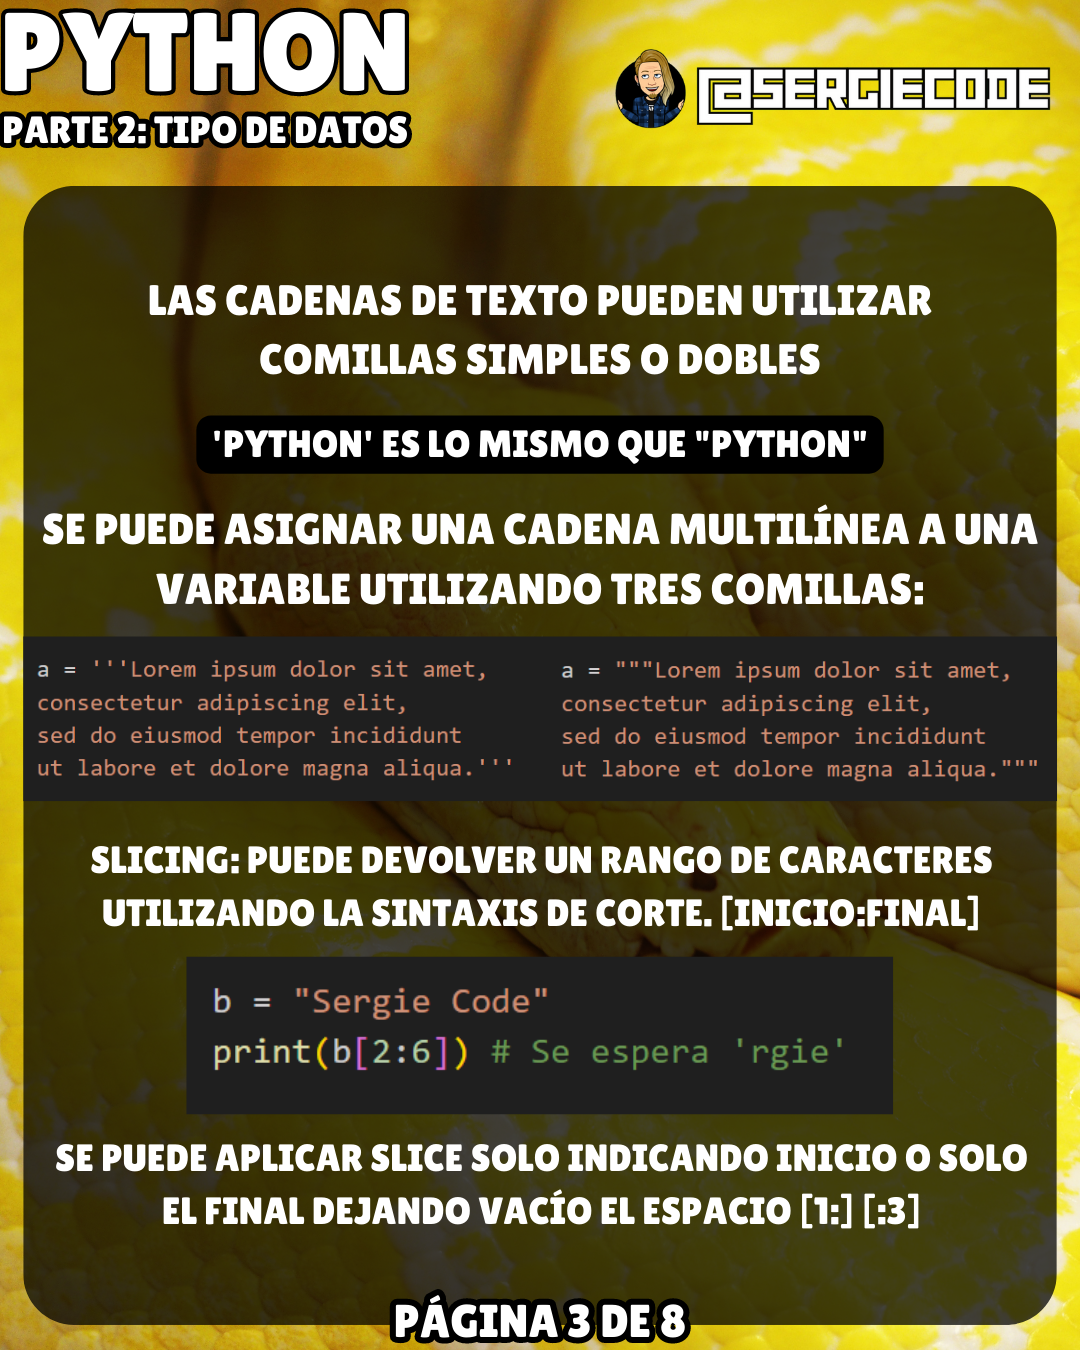 PYTHON
PARTE 2: TIPO DE DATOS
@SERGIECODE
LAS CADENAS DE TEXTO PUEDEN UTILIZAR
COMILLAS SIMPLES O DOBLES
'PYTHON' ES LO MISMO QUE "PYTHON"
SE PUEDE ASIGNAR UNA CADENA MULTILÍNEA A UNA
VARIABLE UTILIZANDO TRES COMILLAS:
a = '''Lorem ipsum dolor sit amet,
consectetur adipiscing elit,
sed do eiusmod tempor incididunt
ut labore et dolore magna aliqua.'''
a = """Lorem ipsum dolor sit amet,
consectetur adipiscing elit,
sed do eiusmod tempor incididunt
ut labore et dolore magna aliqua."""
SLICING: PUEDE DEVOLVER UN RANGO DE CARACTERES
UTILIZANDO LA SINTAXIS DE CORTE. [INICIO:FINAL]
b = "Sergie Code"
print(b[2:6]) # Se espera 'rgie'
SE PUEDE APLICAR SLICE SOLO INDICANDO INICIO O SOLO
EL FINAL DEJANDO VACÍO EL ESPACIO [1:] [:3]
PÁGINA 3 DE 8